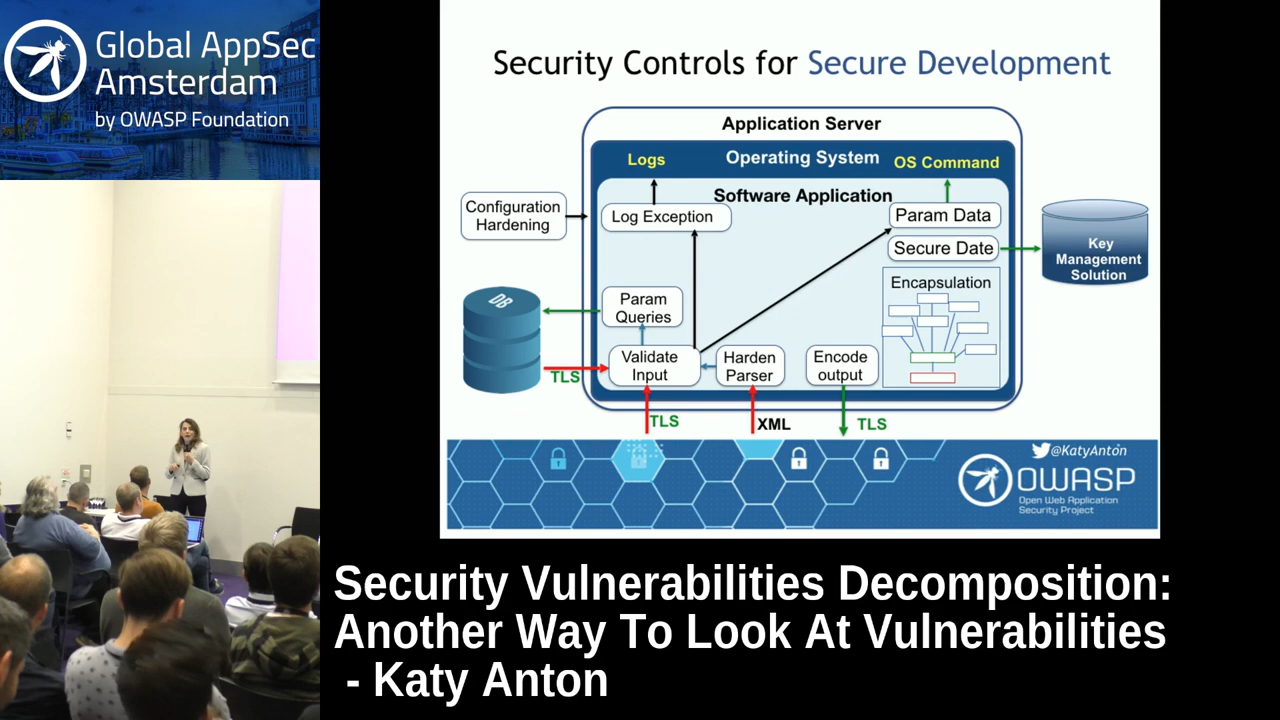 Global AppSec
Amsterdam
by OWASP Foundation
Security Controls for Secure Development
Application Server
Logs
Operating System
OS Command
Software Application
Configuration
Hardening
Log Exception
Param Data
Secure Date
Key
Management
Solution
Encapsulation
DB
Param
Queries
Validate
Input
Harden
Parser
Encode
output
TLS
TLS
XML
TLS
@KatyAnton
OWASP
Open Web Application
Security Project
Security Vulnerabilities Decomposition:
Another Way To Look At Vulnerabilities
- Katy Anton